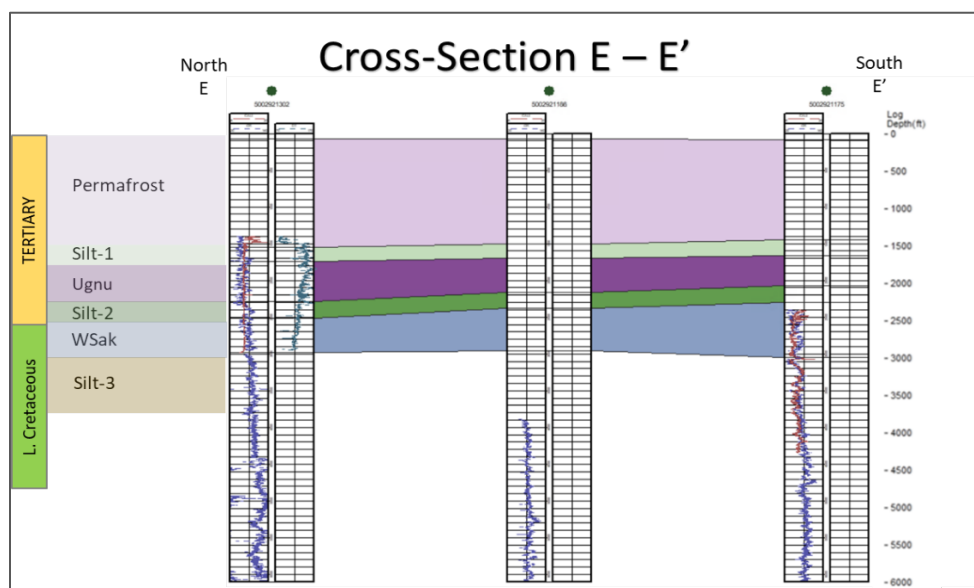 Cross-Section E – E’
North
E
South
E’
5002921302
5002921166
5002921175
Log
Depth(ft)
TERTIARY
L. Cretaceous
Permafrost
Silt-1
Ugnu
Silt-2
WSak
Silt-3
0
500
1000
1500
2000
2500
3000
3500
4000
4500
5000
5500
6000